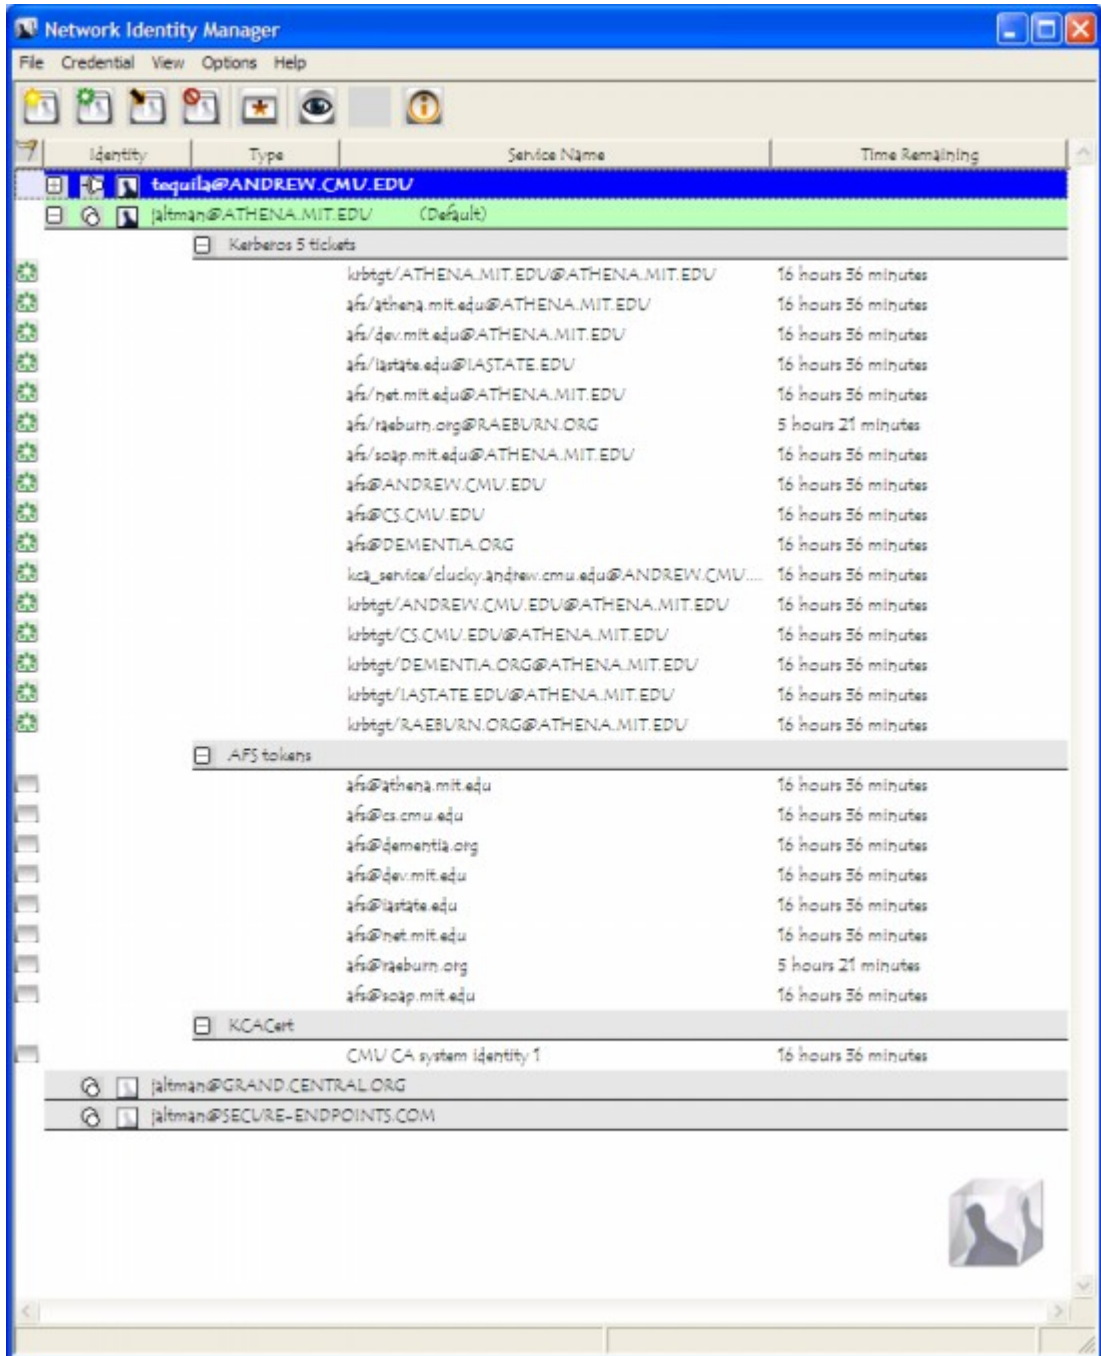 Network Identity Manager
File Credential View Options Help
Identity Type Service Name Time Remaining
tequila@ANDREW.CMU.EDU
jaltman@ATHENA.MIT.EDU (Default)
Kerberos 5 tickets
krbtgt/ATHENA.MIT.EDU@ATHENA.MIT.EDU 16 hours 36 minutes
afs/athena.mit.edu@ATHENA.MIT.EDU 16 hours 36 minutes
afs/dev.mit.edu@ATHENA.MIT.EDU 16 hours 36 minutes
afs/iastate.edu@IASTATE.EDU 16 hours 36 minutes
afs/net.mit.edu@ATHENA.MIT.EDU 16 hours 36 minutes
afs/raeburn.org@RAEBURN.ORG 5 hours 21 minutes
afs/soap.mit.edu@ATHENA.MIT.EDU 16 hours 36 minutes
afs@ANDREW.CMU.EDU 16 hours 36 minutes
afs@CS.CMU.EDU 16 hours 36 minutes
afs@DEMENTIA.ORG 16 hours 36 minutes
kca_service/clucky.andrew.cmu.edu@ANDREW.CMU.... 16 hours 36 minutes
krbtgt/ANDREW.CMU.EDU@ATHENA.MIT.EDU 16 hours 36 minutes
krbtgt/CS.CMU.EDU@ATHENA.MIT.EDU 16 hours 36 minutes
krbtgt/DEMENTIA.ORG@ATHENA.MIT.EDU 16 hours 36 minutes
krbtgt/IASTATE.EDU@ATHENA.MIT.EDU 16 hours 36 minutes
krbtgt/RAEBURN.ORG@ATHENA.MIT.EDU 16 hours 36 minutes
AFS tokens
afs@athena.mit.edu 16 hours 36 minutes
afs@cs.cmu.edu 16 hours 36 minutes
afs@dementia.org 16 hours 36 minutes
afs@dev.mit.edu 16 hours 36 minutes
afs@iastate.edu 16 hours 36 minutes
afs@net.mit.edu 16 hours 36 minutes
afs@raeburn.org 5 hours 21 minutes
afs@soap.mit.edu 16 hours 36 minutes
KCACert
CMU CA system identity 1 16 hours 36 minutes
jaltman@GRAND.CENTRAL.ORG
jaltman@SECURE-ENDPOINTS.COM